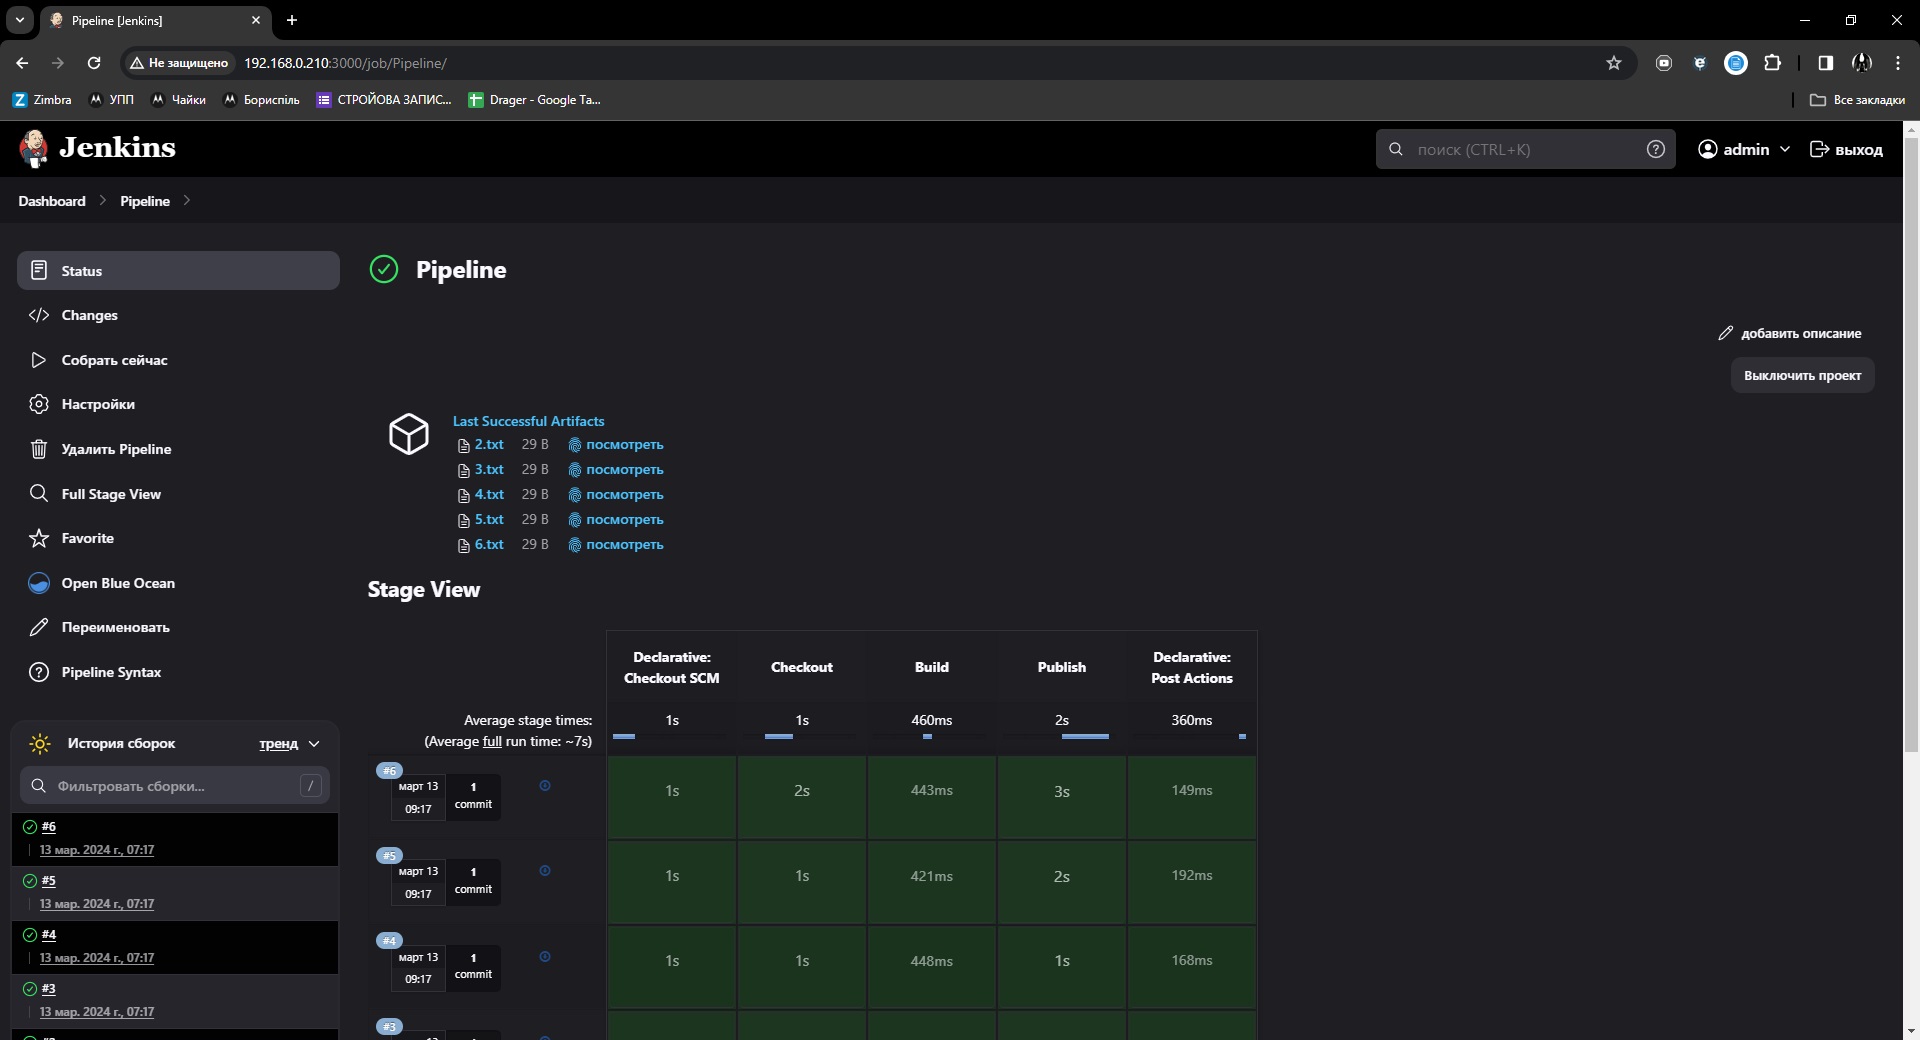 Pipeline [Jenkins]
Не защищено
192.168.0.210:3000/job/Pipeline/
Zimbra
УПП
Чайки
Бориспіль
СТРОЙОВА ЗАПИС...
Drager - Google Ta...
Все закладки
Jenkins
поиск (CTRL+K)
admin
выход
Dashboard
Pipeline
Status
Changes
Собрать сейчас
Настройки
Удалить Pipeline
Full Stage View
Favorite
Open Blue Ocean
Переименовать
Pipeline Syntax
История сборок
тренд
Фильтровать сборки...
/
#6
13 мар. 2024 г., 07:17
#5
13 мар. 2024 г., 07:17
#4
13 мар. 2024 г., 07:17
#3
13 мар. 2024 г., 07:17
Pipeline
добавить описание
Выключить проект
Last Successful Artifacts
2.txt 29 B посмотреть
3.txt 29 B посмотреть
4.txt 29 B посмотреть
5.txt 29 B посмотреть
6.txt 29 B посмотреть
Stage View
Declarative: Checkout SCM
Checkout
Build
Publish
Declarative: Post Actions
Average stage times:
(Average full run time: ~7s)
1s 1s 460ms 2s 360ms
#6
март 13
09:17
1
commit
1s 2s 443ms 3s 149ms
#5
март 13
09:17
1
commit
1s 1s 421ms 2s 192ms
#4
март 13
09:17
1
commit
1s 1s 448ms 1s 168ms
#3